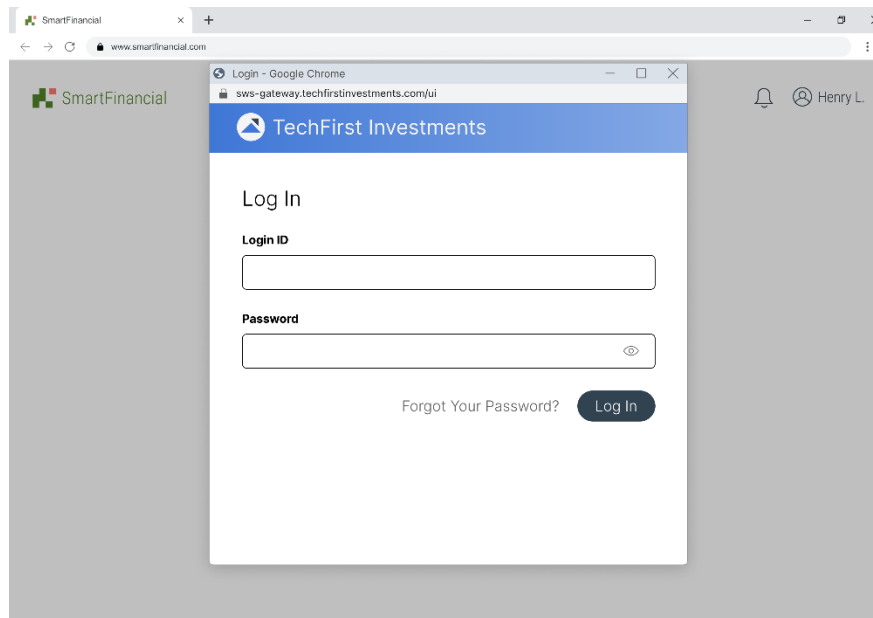 SmartFinancial
www.smartfinancial.com
Login - Google Chrome
sws-gateway.techfirstinvestments.com/ui
SmartFinancial
Henry L.
TechFirst Investments
Log In
Login ID
Password
Forgot Your Password? Log In